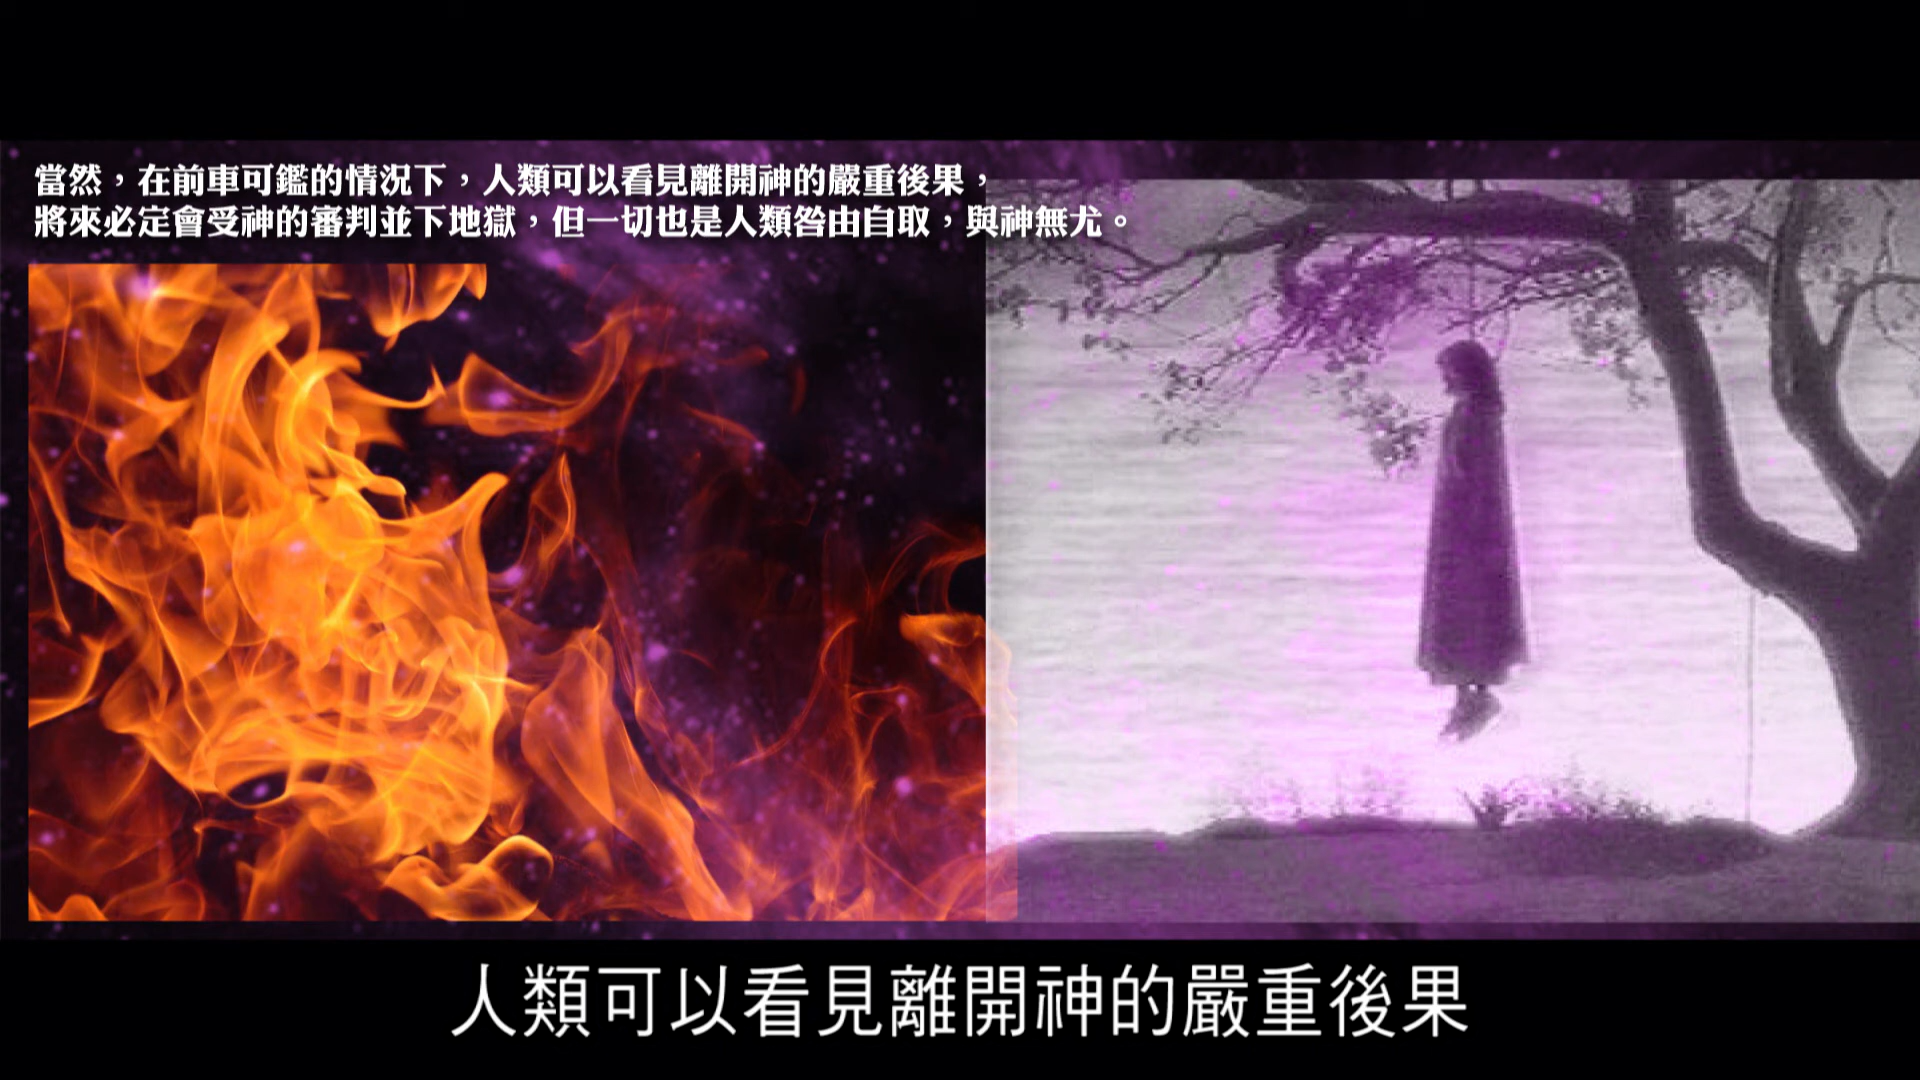 當然，在前車可鑑的情況下，人類可以看見離開神的嚴重後果，
將來必定會受神的審判並下地獄，但一切也是人類咎由自取，與神無尤。
人類可以看見離開神的嚴重後果